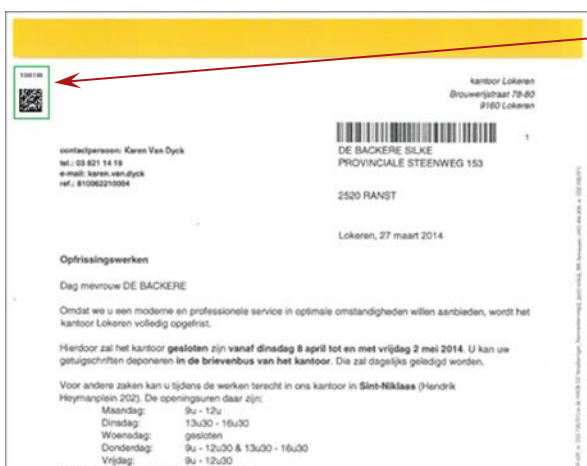 kantoor Lokeren
Brouwerijstraat 78-80
9160 Lokeren
1
contactpersoon: Karen Van Dyck
tel.: 03 821 14 19
e-mail: karen.van.dyck
ref.: 810062210004
DE BACKERE SILKE
PROVINCIALE STEENWEG 153
2520 RANST
Lokeren, 27 maart 2014
Opfrissingswerken
Dag mevrouw DE BACKERE
Omdat we u een moderne en professionele service in optimale omstandigheden willen aanbieden, wordt het
kantoor Lokeren volledig opgefrist.
Hierdoor zal het kantoor gesloten zijn vanaf dinsdag 8 april tot en met vrijdag 2 mei 2014. U kan uw
getuigschriften deponeren in de brievenbus van het kantoor. Die zal dagelijks geledigd worden.
Voor andere zaken kan u tijdens de werken terecht in ons kantoor in Sint-Niklaas (Hendrik
Heymanplein 202). De openingsuren daar zijn:
Maandag: 9u - 12u
Dinsdag: 13u30 - 16u30
Woensdag: gesloten
Donderdag: 9u - 12u30 & 13u30 - 16u30
Vrijdag: 9u - 12u30